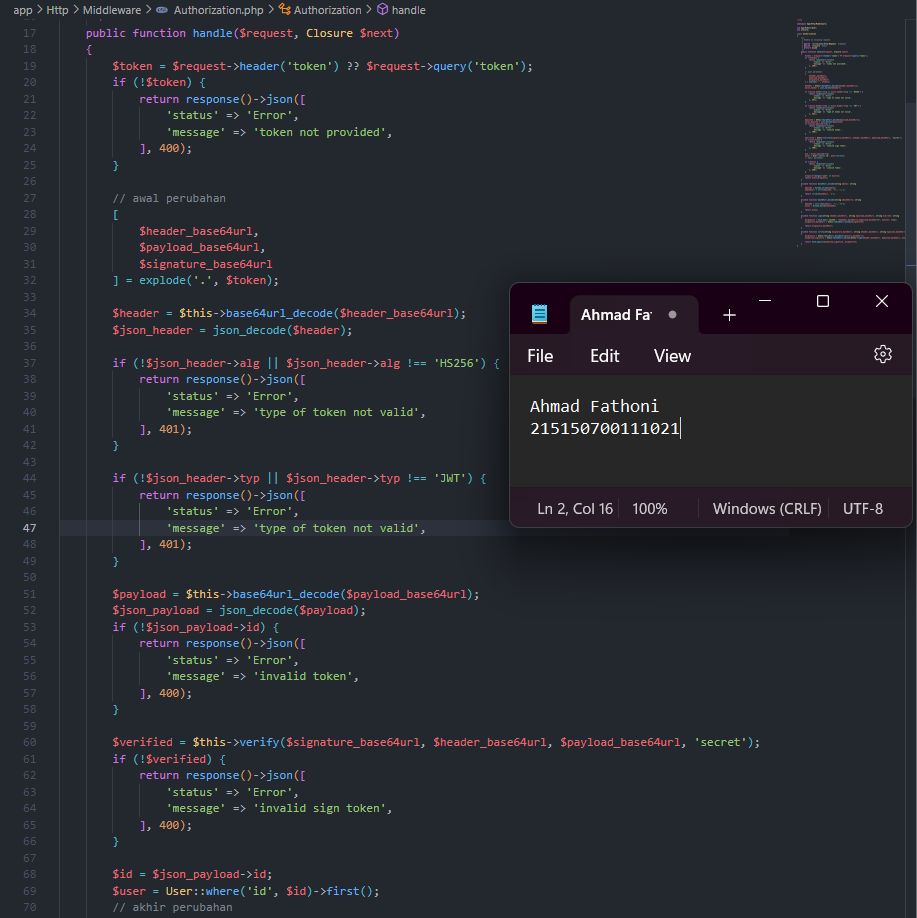 app > Http > Middleware > Authorization.php > Authorization > handle
17 public function handle($request, Closure $next)
18 {
19 $token = $request->header('token') ?? $request->query('token');
20 if (!$token) {
21 return response()->json([
22 'status' => 'Error',
23 'message' => 'token not provided',
24 ], 400);
25 }
26
27 // awal perubahan
28 [
29 $header_base64url,
30 $payload_base64url,
31 $signature_base64url
32 ] = explode('.', $token);
33
34 $header = $this->base64url_decode($header_base64url);
35 $json_header = json_decode($header);
36
37 if (!$json_header->alg || $json_header->alg !== 'HS256') {
38 return response()->json([
39 'status' => 'Error',
40 'message' => 'type of token not valid',
41 ], 401);
42 }
43
44 if (!$json_header->typ || $json_header->typ !== 'JWT') {
45 return response()->json([
46 'status' => 'Error',
47 'message' => 'type of token not valid',
48 ], 401);
49 }
50
51 $payload = $this->base64url_decode($payload_base64url);
52 $json_payload = json_decode($payload);
53 if (!$json_payload->id) {
54 return response()->json([
55 'status' => 'Error',
56 'message' => 'invalid token',
57 ], 400);
58 }
59
60 $verified = $this->verify($signature_base64url, $header_base64url, $payload_base64url, 'secret');
61 if (!$verified) {
62 return response()->json([
63 'status' => 'Error',
64 'message' => 'invalid sign token',
65 ], 400);
66 }
67
68 $id = $json_payload->id;
69 $user = User::where('id', $id)->first();
70 // akhir perubahan
Ahmad Fat
File Edit View
Ahmad Fathoni
215150700111021
Ln 2, Col 16 100% Windows (CRLF) UTF-8